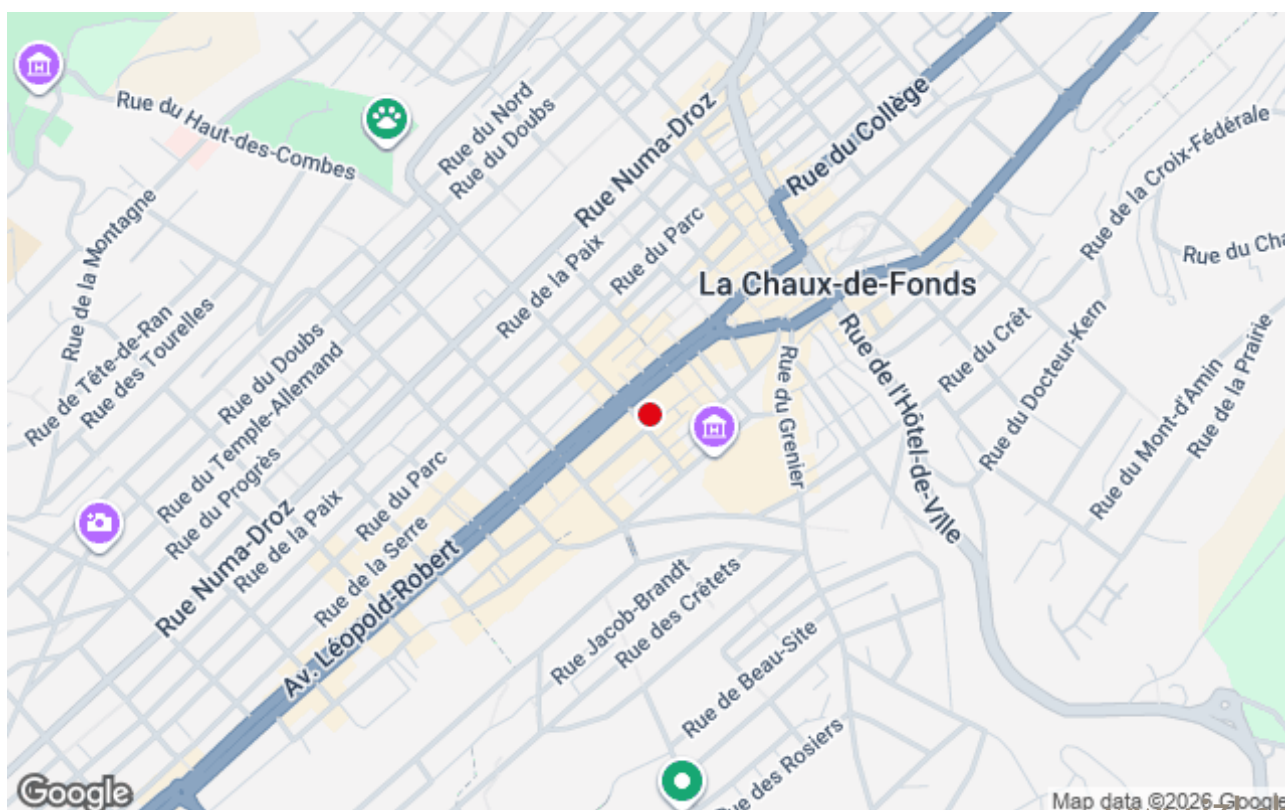 Rue du Haut-des-Combes
Rue du Nord
Rue du Doubs
Rue Numa-Droz
Rue du Collège
Rue de la Croix-Fédérale
Rue de la Montagne
Rue de la Paix
Rue du Parc
Rue du Cha
La Chaux-de-Fonds
Rue de Tête-de-Ran
Rue des Tourelles
Rue du Doubs
Rue du Temple-Allemand
Rue du Progrès
Rue Numa-Droz
Rue de la Paix
Rue du Parc
Rue de la Serre
Av. Léopold-Robert
Rue du Grenier
Rue de l'Hôtel-de-Ville
Rue du Crêt
Rue du Docteur-Kern
Rue du Mont-d'Amin
Rue de la Prairie
Rue Jacob-Brandt
Rue des Crêtets
Rue de Beau-Site
Rue des Rosiers
Google
Map data ©2026 Google